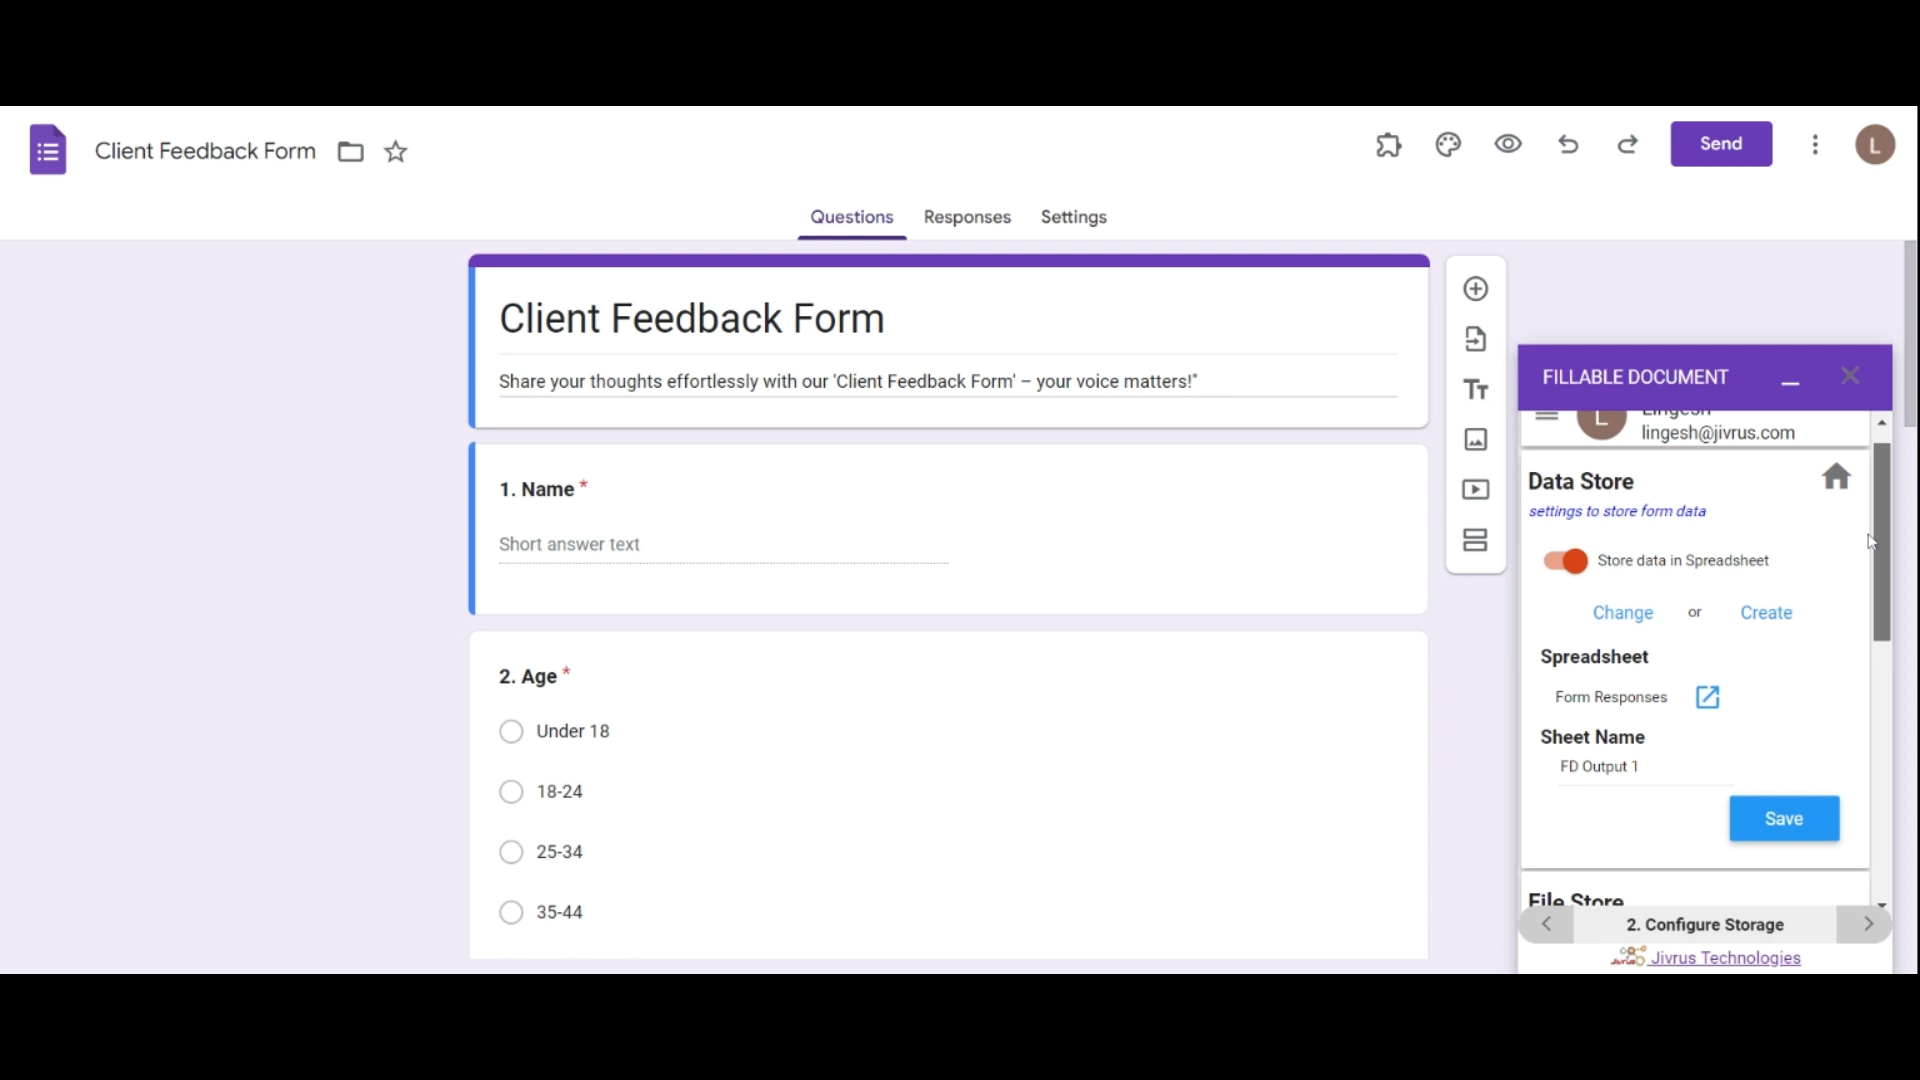 Client Feedback Form
Send
L
Questions Responses Settings
Client Feedback Form
Share your thoughts effortlessly with our 'Client Feedback Form' – your voice matters!"
1. Name *
Short answer text
2. Age *
Under 18
18-24
25-34
35-44
FILLABLE DOCUMENT
L
Lingesh
lingesh@jivrus.com
Data Store
settings to store form data
Store data in Spreadsheet
Change or Create
Spreadsheet
Form Responses
Sheet Name
FD Output 1
Save
File Store
2. Configure Storage
Jivrus Technologies